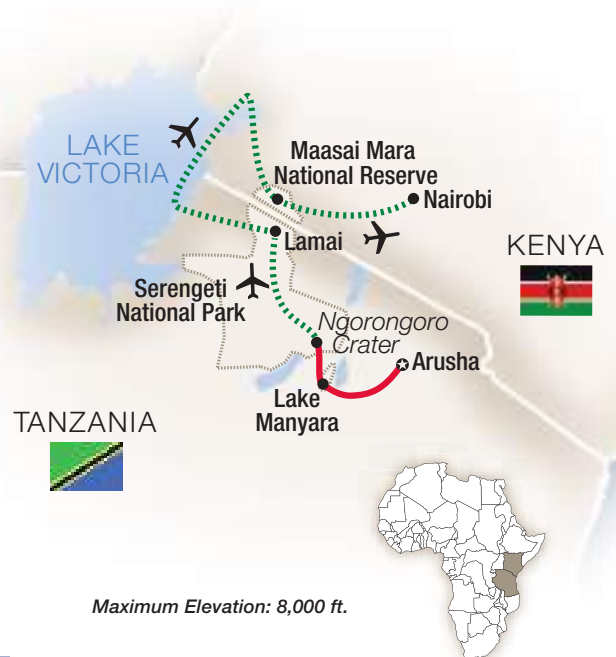 LAKE
VICTORIA
Maasai Mara
National Reserve
Nairobi
Lamai
KENYA
Serengeti
National Park
Ngorongoro
Crater
Arusha
Lake
Manyara
TANZANIA
Maximum Elevation: 8,000 ft.